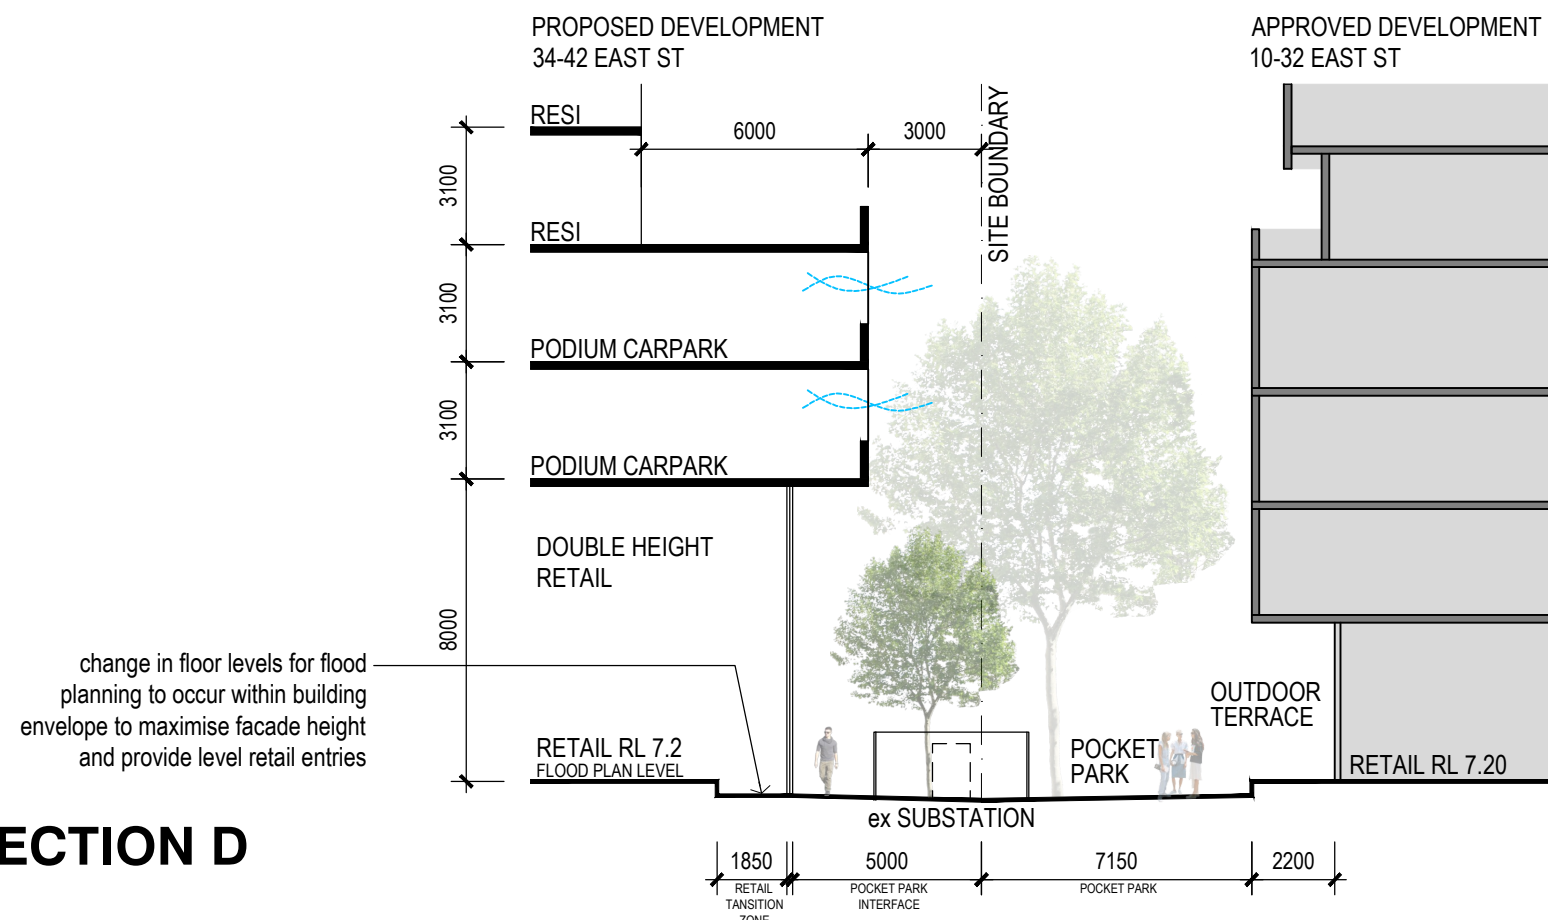 PROPOSED DEVELOPMENT
34-42 EAST ST
APPROVED DEVELOPMENT
10-32 EAST ST
RESI
6000
3000
SITE BOUNDARY
3100
RESI
3100
PODIUM CARPARK
3100
PODIUM CARPARK
DOUBLE HEIGHT
RETAIL
8000
change in floor levels for flood
planning to occur within building
envelope to maximise facade height
and provide level retail entries
OUTDOOR
TERRACE
RETAIL RL 7.2
FLOOD PLAN LEVEL
POCKET
PARK
RETAIL RL 7.20
ex SUBSTATION
ECTION D
1850
5000
7150
2200
RETAIL
TANSITION
ZONE
POCKET PARK
INTERFACE
POCKET PARK